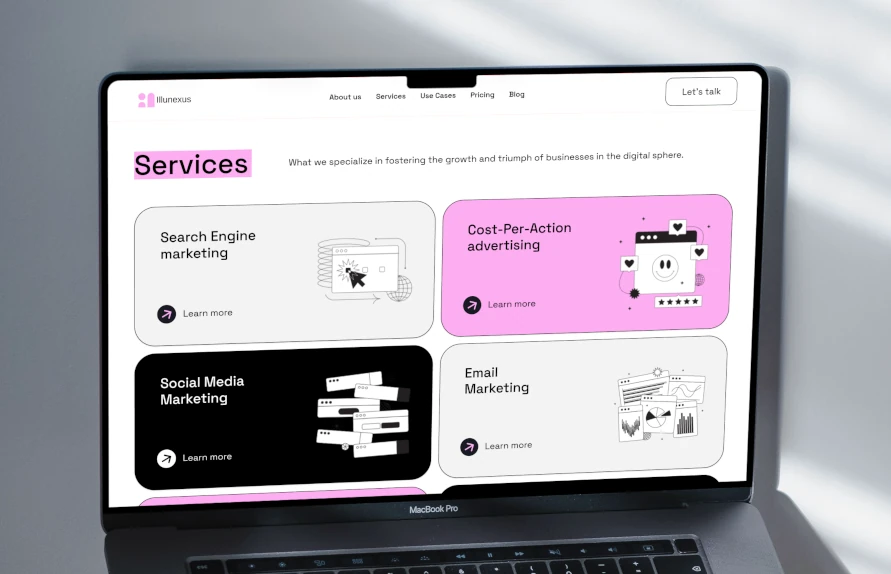 Illunexus
About us Services Use Cases Pricing Blog
Let's talk
Services
What we specialize in fostering the growth and triumph of businesses in the digital sphere.
Search Engine
marketing
Learn more
Cost-Per-Action
advertising
Learn more
Social Media
Marketing
Learn more
Email
Marketing
Learn more
MacBook Pro